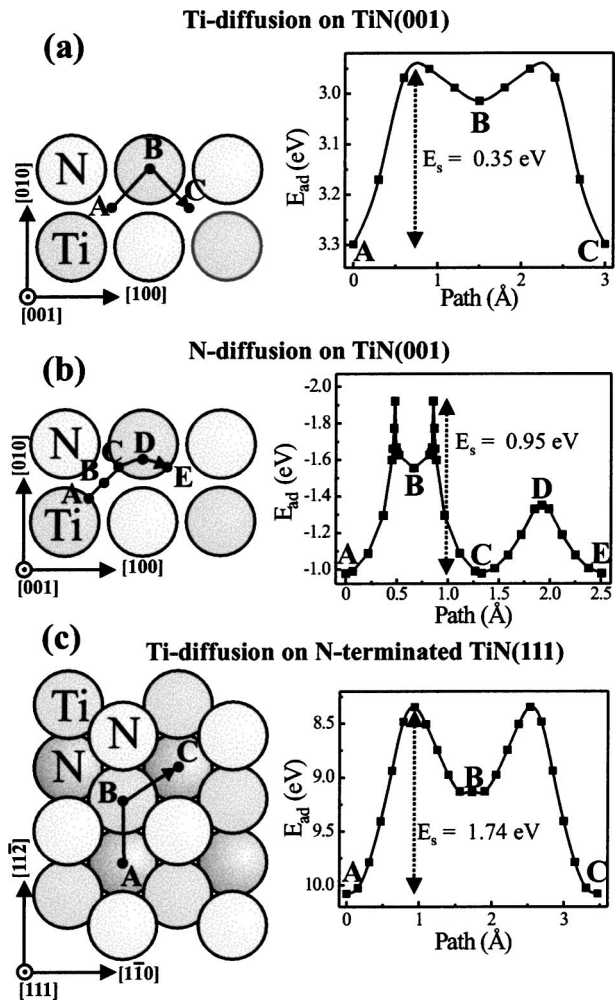 Ti-diffusion on TiN(001)
(a)
N
B
C
A
Ti
[010]
[001]
[100]
E_ad (eV)
3.0
3.1
3.2
3.3
B
E_s = 0.35 eV
A
C
0 1 2 3
Path (Å)
N-diffusion on TiN(001)
(b)
N
D
C
B
E
A
Ti
[010]
[001]
[100]
E_ad (eV)
-2.0
-1.8
-1.6
-1.4
-1.2
-1.0
B
E_s = 0.95 eV
D
A
C
E
0.0 0.5 1.0 1.5 2.0 2.5
Path (Å)
Ti-diffusion on N-terminated TiN(111)
(c)
Ti
N
N
C
B
A
[112̄]
[111]
[11̄0]
E_ad (eV)
8.5
9.0
9.5
10.0
B
E_s = 1.74 eV
A
C
0 1 2 3
Path (Å)